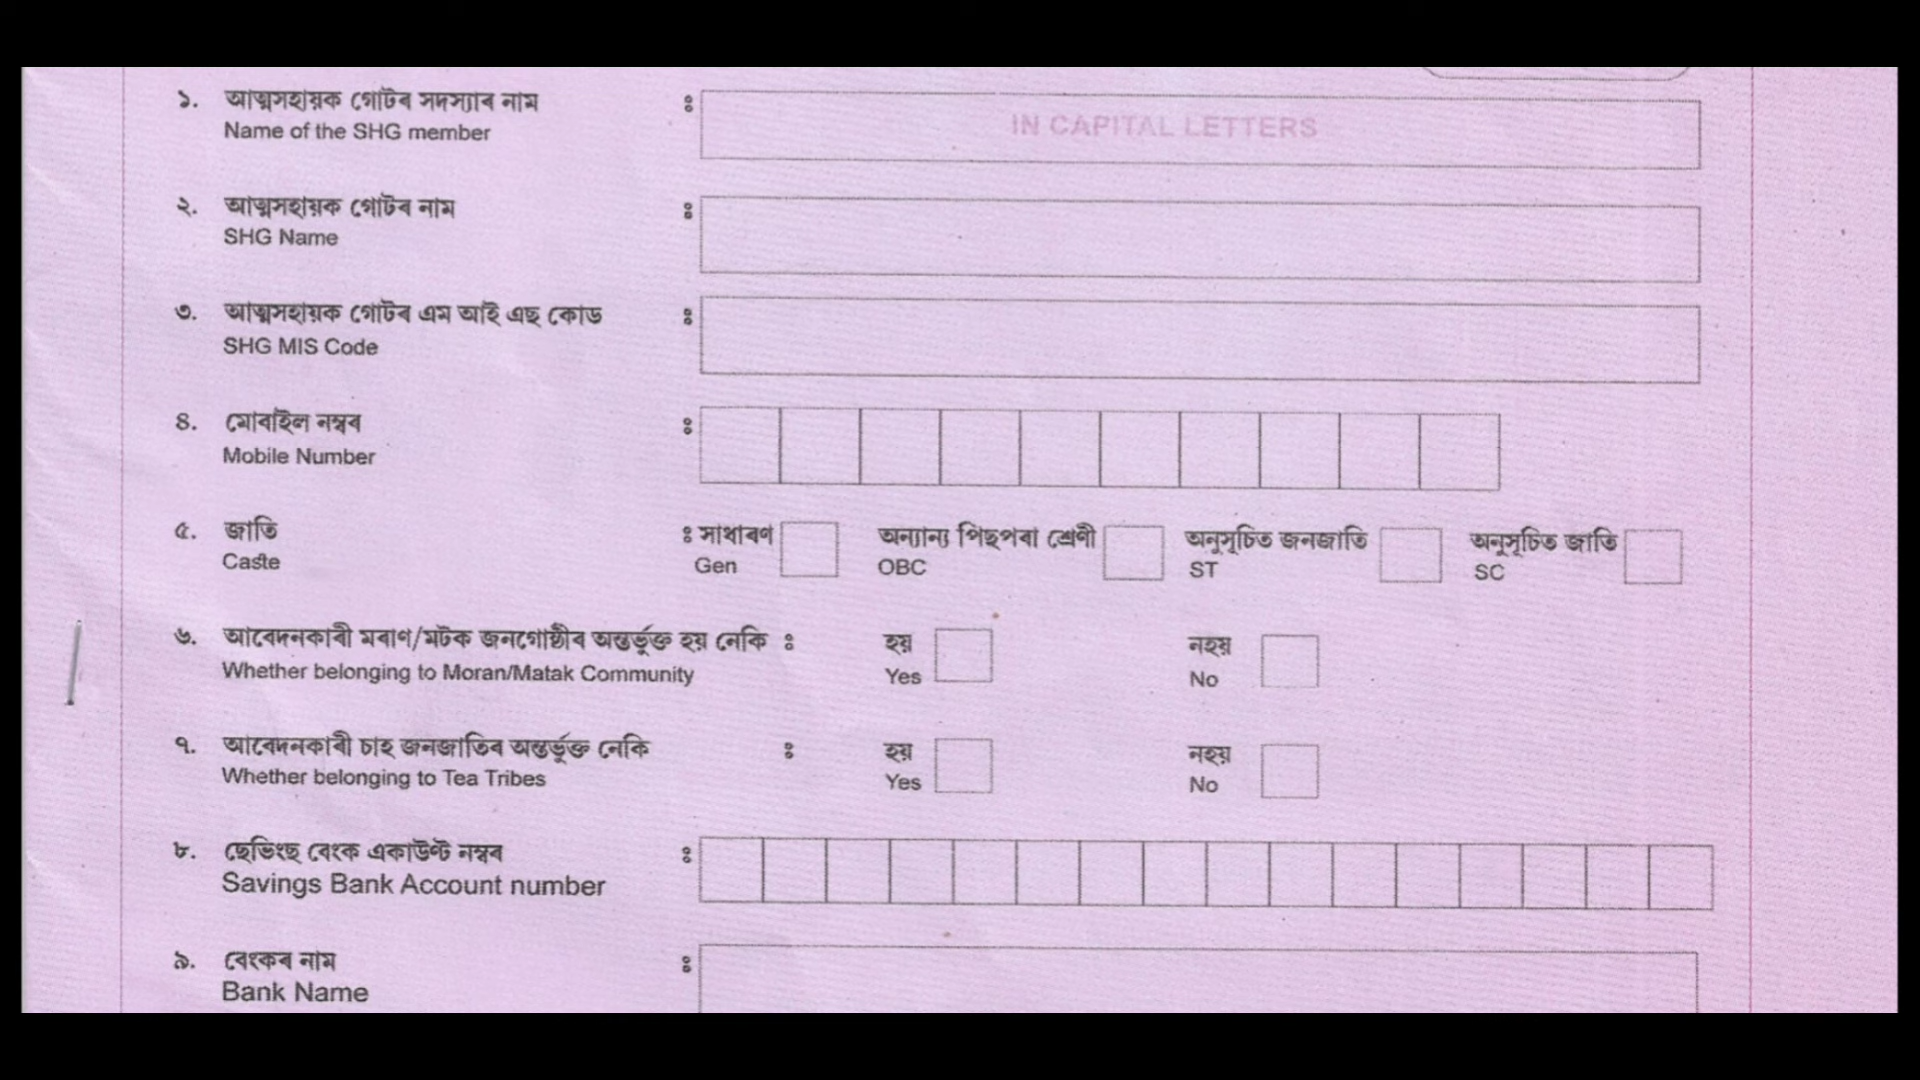 ১. আত্মসহায়ক গোটৰ সদস্যাৰ নাম :
Name of the SHG member
IN CAPITAL LETTERS
২. আত্মসহায়ক গোটৰ নাম :
SHG Name
৩. আত্মসহায়ক গোটৰ এম আই এছ কোড :
SHG MIS Code
৪. মোবাইল নম্বৰ :
Mobile Number
৫. জাতি : সাধাৰণ অন্যান্য পিছপৰা শ্ৰেণী অনুসূচিত জনজাতি অনুসূচিত জাতি
Caste Gen OBC ST SC
৬. আবেদনকাৰী মৰাণ/মটক জনগোষ্ঠীৰ অন্তৰ্ভূক্ত হয় নেকি : হয় নহয়
Whether belonging to Moran/Matak Community Yes No
৭. আবেদনকাৰী চাহ জনজাতিৰ অন্তৰ্ভূক্ত নেকি : হয় নহয়
Whether belonging to Tea Tribes Yes No
৮. ছেভিংছ বেংক একাউণ্ট নম্বৰ :
Savings Bank Account number
৯. বেংকৰ নাম :
Bank Name